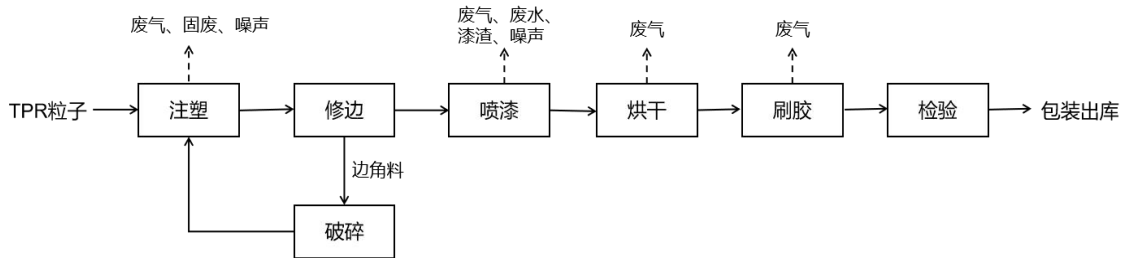 废气、固废、噪声
废气、废水、
漆渣、噪声
废气
废气
TPR粒子
注塑
修边
喷漆
烘干
刷胶
检验
包装出库
边角料
破碎